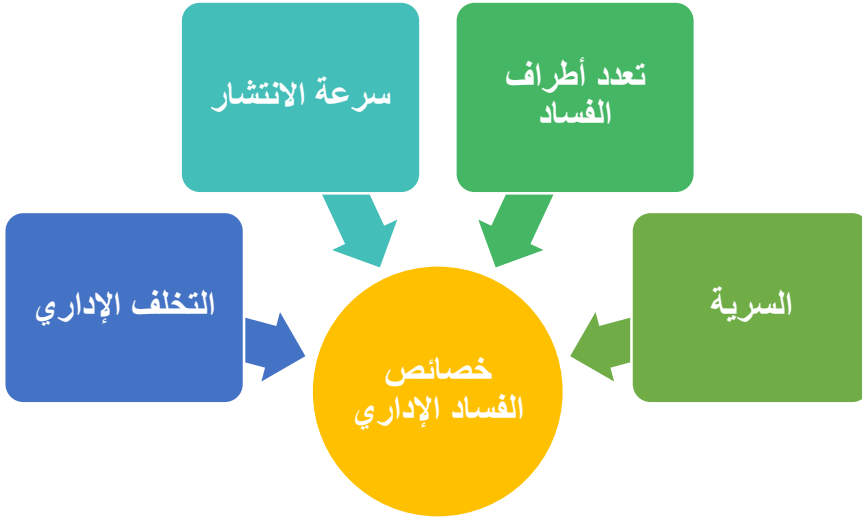 تعدد أطراف
الفساد
سرعة الانتشار
السرية
التخلف الإداري
خصائص
الفساد الإداري